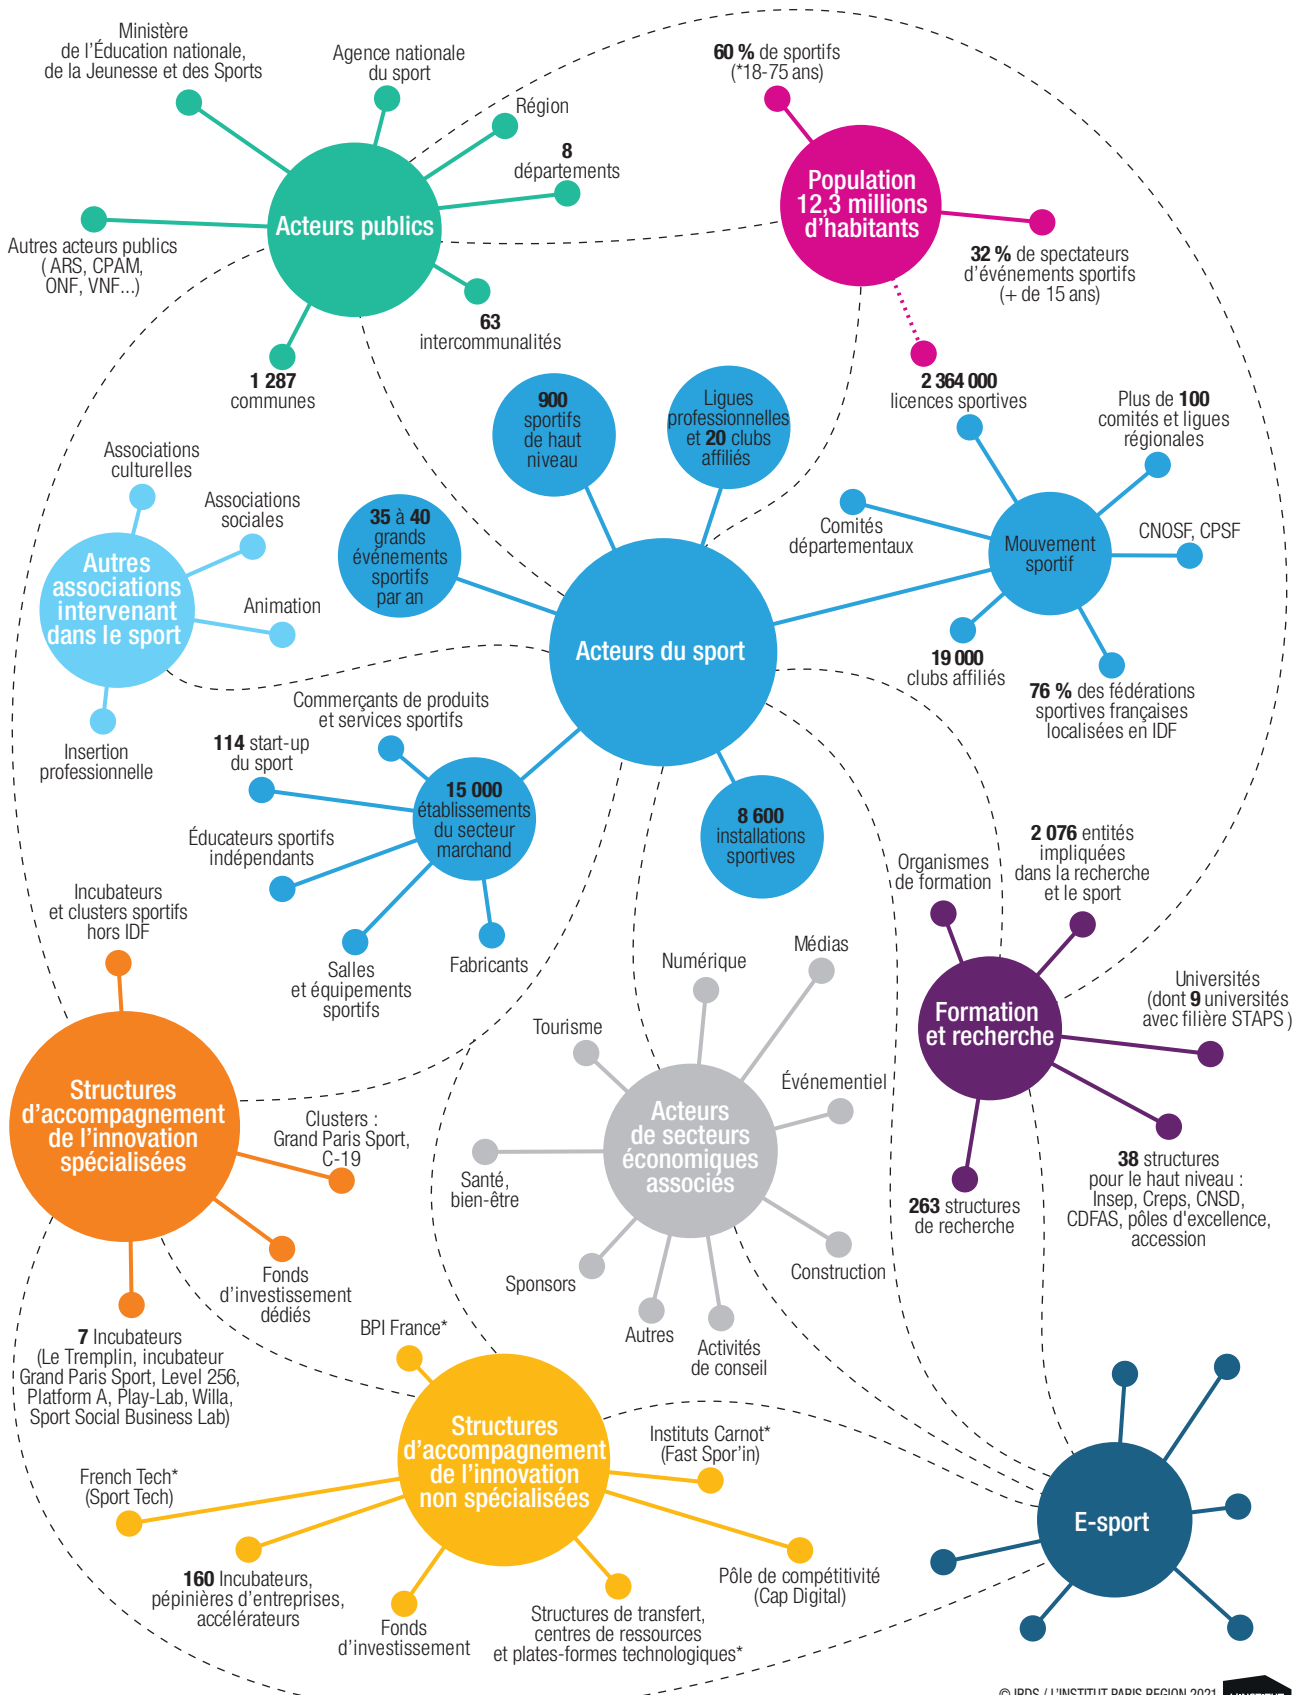 Ministère
de l’Éducation nationale,
de la Jeunesse et des Sports
Agence nationale
du sport
Région
8
départements
Acteurs publics
Autres acteurs publics
( ARS, CPAM,
ONF, VNF...)
63
intercommunalités
1 287
communes
60 % de sportifs
(*18-75 ans)
Population
12,3 millions
d’habitants
32 % de spectateurs
d’événements sportifs
(+ de 15 ans)
2 364 000
licences sportives
Plus de 100
comités et ligues
régionales
Comités
départementaux
Mouvement
sportif
CNOSF, CPSF
19 000
clubs affiliés
76 % des fédérations
sportives françaises
localisées en IDF
900
sportifs
de haut
niveau
Ligues
professionnelles
et 20 clubs
affiliés
35 à 40
grands
événements
sportifs
par an
Acteurs du sport
Associations
culturelles
Associations
sociales
Autres
associations
intervenant
dans le sport
Animation
Insertion
professionnelle
Commerçants de produits
et services sportifs
114 start-up
du sport
15 000
établissements
du secteur
marchand
Éducateurs sportifs
indépendants
Salles
et équipements
sportifs
Fabricants
8 600
installations
sportives
Organismes
de formation
2 076 entités
impliquées
dans la recherche
et le sport
Formation
et recherche
Universités
(dont 9 universités
avec filière STAPS )
38 structures
pour le haut niveau :
Insep, Creps, CNSD,
CDFAS, pôles d'excellence,
accession
263 structures
de recherche
Incubateurs
et clusters sportifs
hors IDF
Structures
d’accompagnement
de l’innovation
spécialisées
Clusters :
Grand Paris Sport,
C-19
Fonds
d’investissement
dédiés
7 Incubateurs
(Le Tremplin, incubateur
Grand Paris Sport, Level 256,
Platform A, Play-Lab, Willa,
Sport Social Business Lab)
Numérique
Médias
Tourisme
Événementiel
Acteurs
de secteurs
économiques
associés
Santé,
bien-être
Sponsors
Autres
Activités
de conseil
Construction
BPI France*
Structures
d’accompagnement
de l’innovation
non spécialisées
Instituts Carnot*
(Fast Spor’in)
French Tech*
(Sport Tech)
160 Incubateurs,
pépinières d’entreprises,
accélérateurs
Fonds
d’investissement
Structures de transfert,
centres de ressources
et plates-formes technologiques*
Pôle de compétitivité
(Cap Digital)
E-sport
© IRDS / L'INSTITUT PARIS REGION 2021